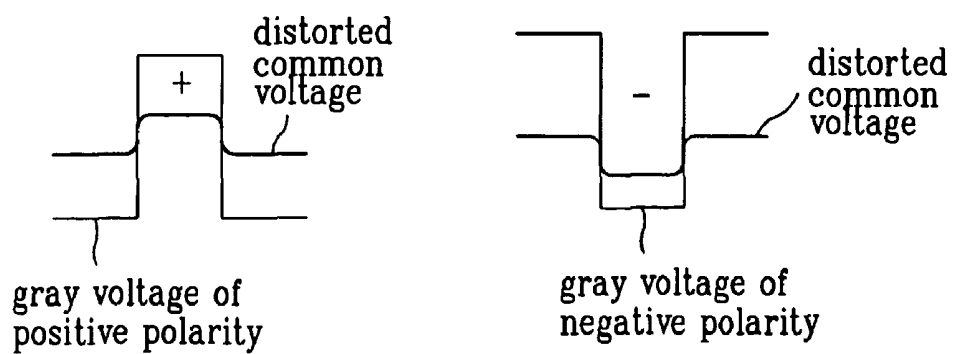 distorted
common
voltage
+
gray voltage of
positive polarity
-
distorted
common
voltage
gray voltage of
negative polarity